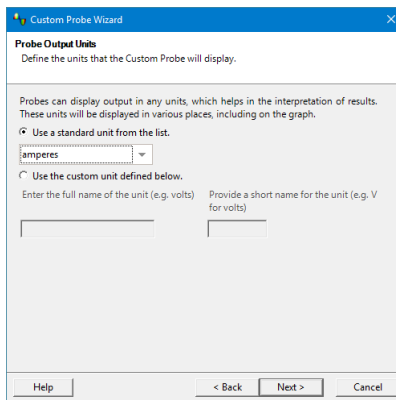 Custom Probe Wizard
Probe Output Units
Define the units that the Custom Probe will display.
Probes can display output in any units, which helps in the interpretation of results.
These units will be displayed in various places, including on the graph.
Use a standard unit from the list.
amperes
Use the custom unit defined below.
Enter the full name of the unit (e.g. volts)
Provide a short name for the unit (e.g. V
for volts)
Help
< Back
Next >
Cancel